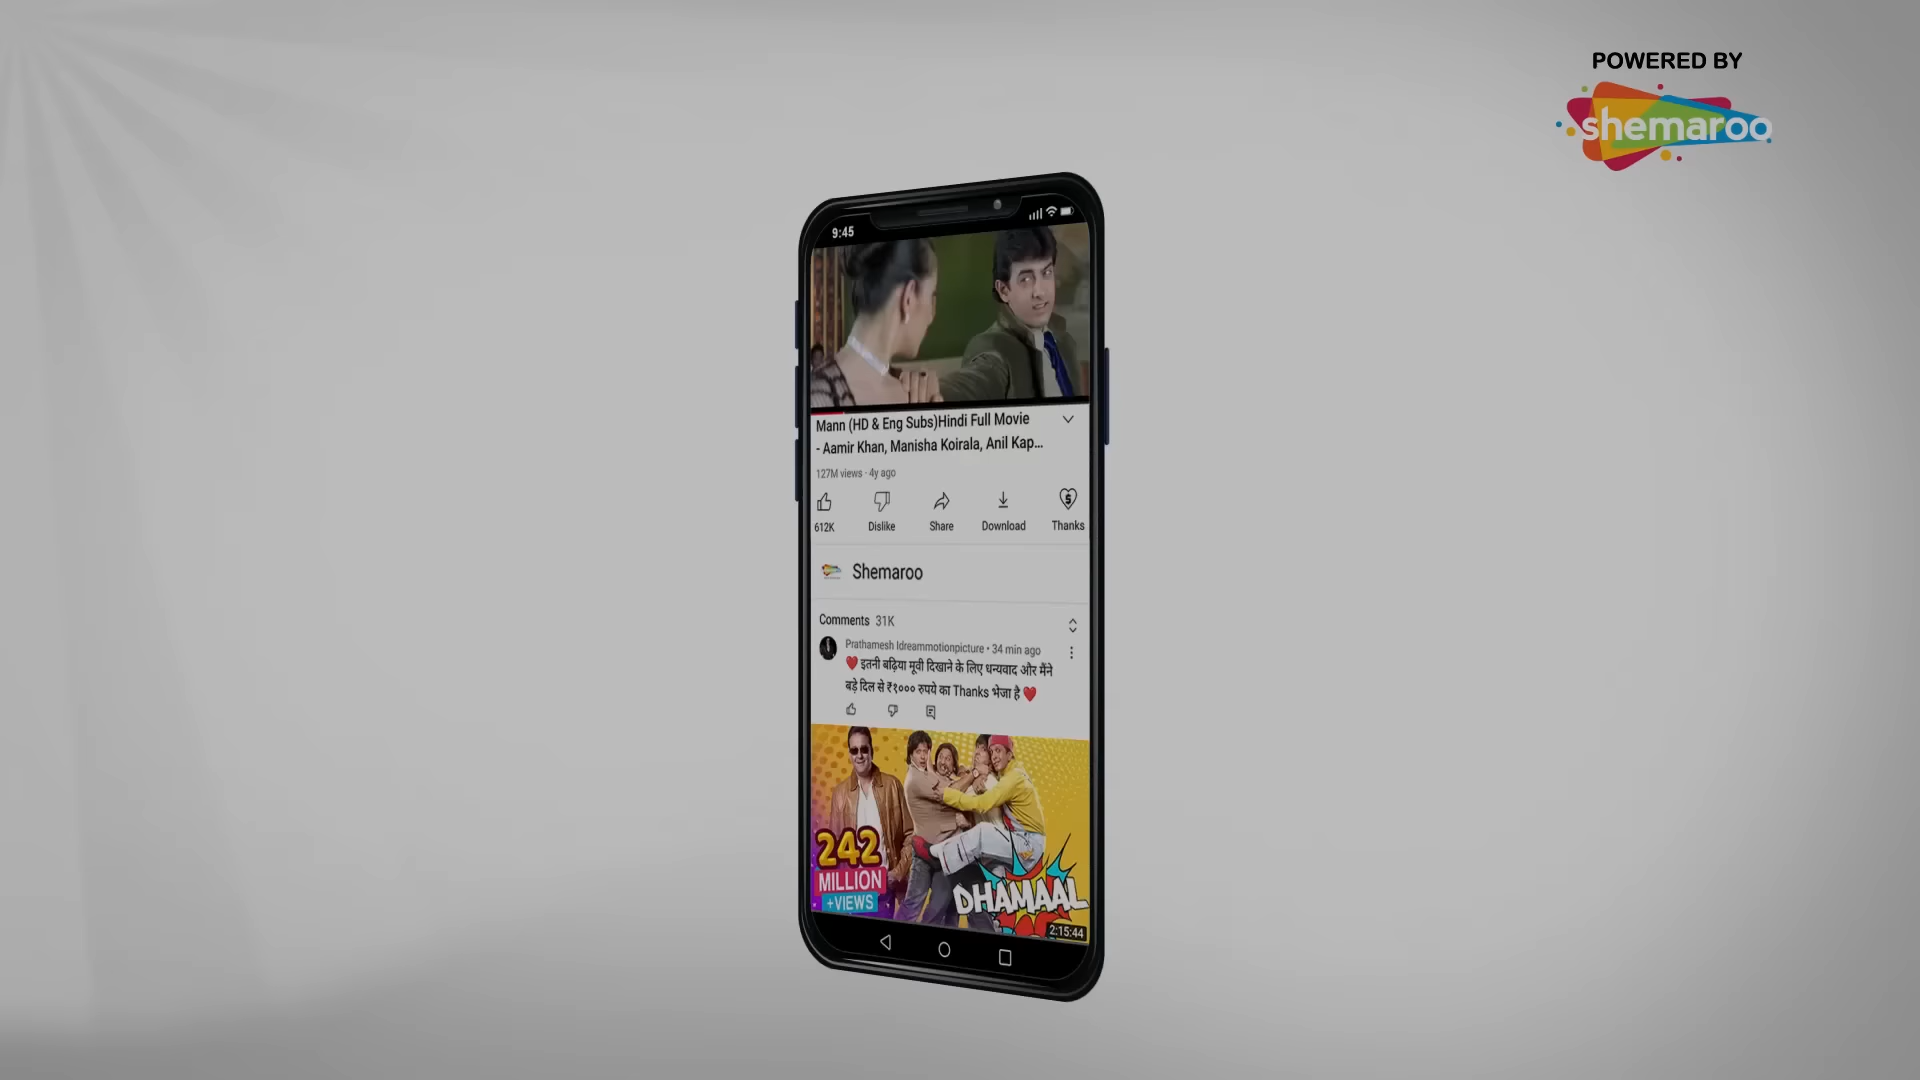 POWERED BY
shemaroo
9:45
Mann (HD & Eng Subs)Hindi Full Movie
- Aamir Khan, Manisha Koirala, Anil Kap...
127M views · 4y ago
612K Dislike Share Download Thanks
Shemaroo
Comments 31K
Prathamesh Idreammotionpicture • 34 min ago
❤️ इतनी बढ़िया मूवी दिखाने के लिए धन्यवाद और मैंने
बड़े दिल से ₹१००० रुपये का Thanks भेजा है ❤️
242
MILLION
+VIEWS
DHAMAAL
2:15:44